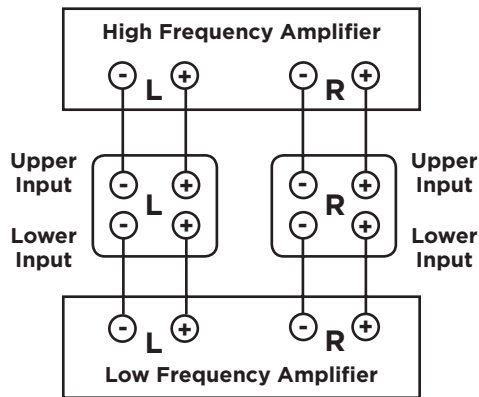 High Frequency Amplifier
- L + - R +
Upper
Input
- L + - R +
Upper
Input
Lower
Input
- + - +
Lower
Input
- L + - R +
Low Frequency Amplifier